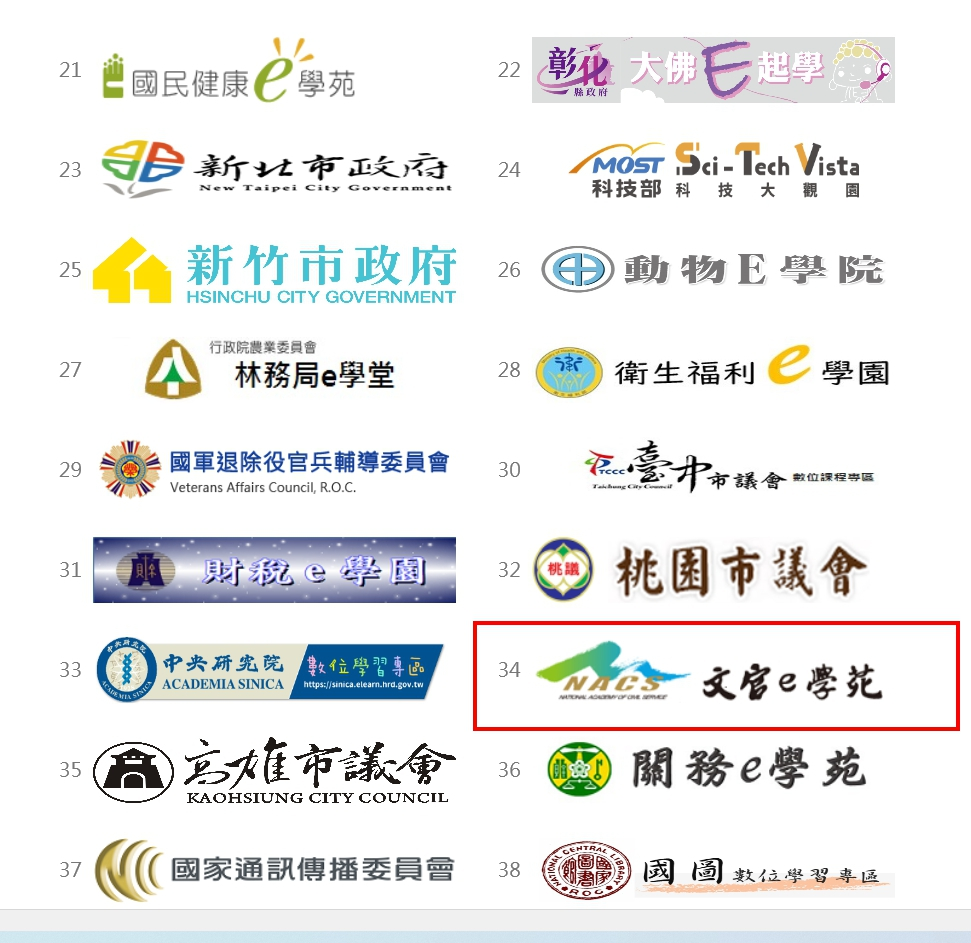 21
國民健康e學苑
22
彰化
縣政府
大佛E起學
23
新北市政府
New Taipei City Government
24
MOST
科技部
Sci-Tech Vista
科技大觀園
25
新竹市政府
HSINCHU CITY GOVERNMENT
26
動物E學院
27
行政院農業委員會
林務局e學堂
28
衛生福利e學園
29
國軍退除役官兵輔導委員會
Veterans Affairs Council, R.O.C.
30
TCCC
臺中市議會
數位課程專區
Taichung City Council
31
財稅e學園
32
桃議
桃園市議會
33
中央研究院
ACADEMIA SINICA
中央研究院
ACADEMIA SINICA
數位學習專區
https://sinica.elearn.hrd.gov.tw
34
NACS
NATIONAL ACADEMY OF CIVIL SERVICE
文官e學苑
35
高雄市議會
KAOHSIUNG CITY COUNCIL
36
關務e學苑
37
國家通訊傳播委員會
38
NATIONAL CENTRAL LIBRARY
ROC
國圖數位學習專區